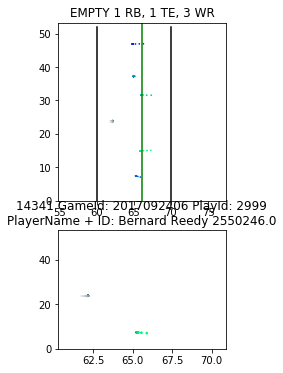 EMPTY 1 RB, 1 TE, 3 WR
50
40
30
20
10
0
55 60 65 70 75
14341.GameId: 2017092406 PlayId: 2999
PlayerName + ID: Bernard Reedy 2550246.0
40
20
0
62.5 65.0 67.5 70.0